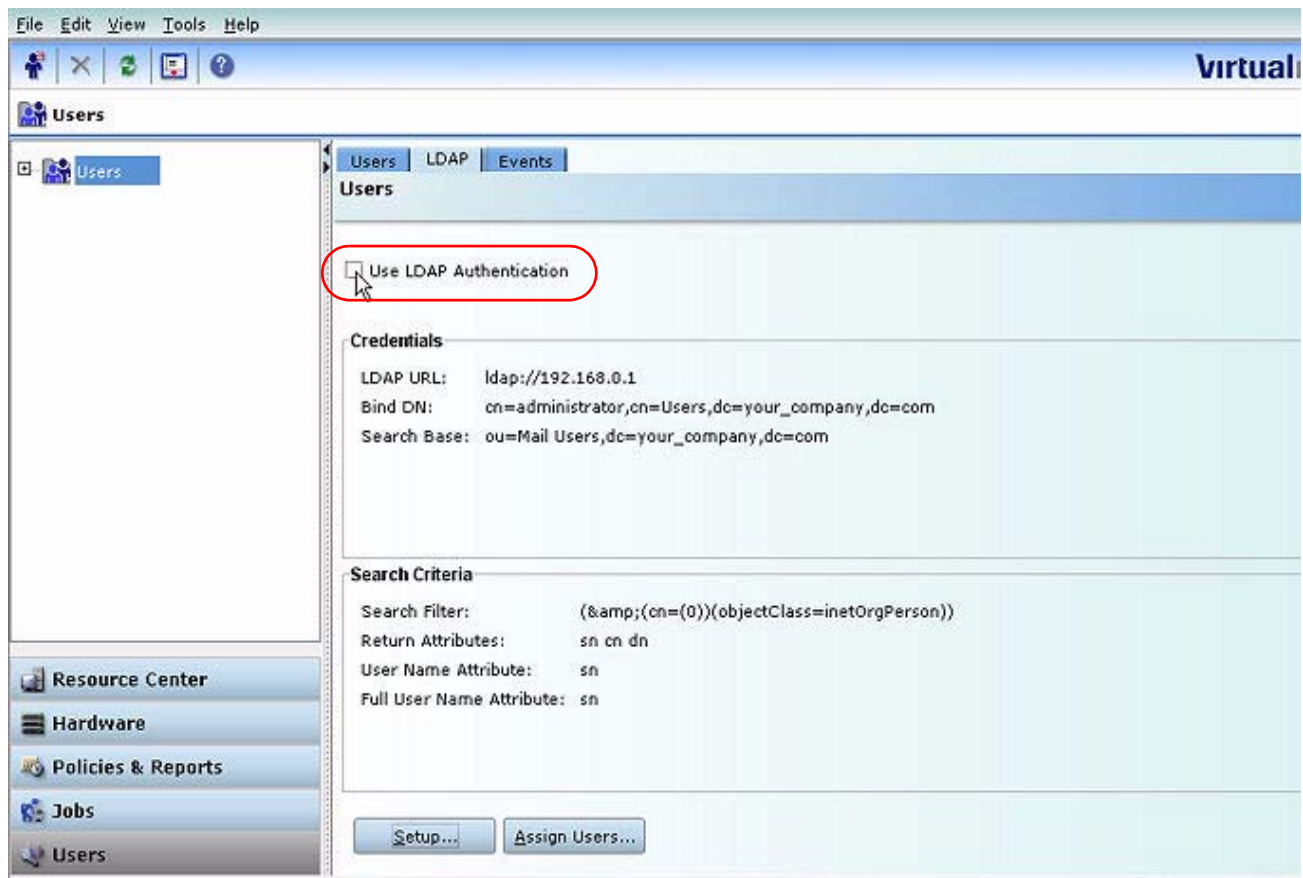 File Edit View Tools Help
Virtual
Users
Users
Users LDAP Events
Users
Use LDAP Authentication
Credentials
LDAP URL: ldap://192.168.0.1
Bind DN: cn=administrator,cn=Users,dc=your_company,dc=com
Search Base: ou=Mail Users,dc=your_company,dc=com
Search Criteria
Search Filter: (&amp;(cn=(0))(objectClass=inetOrgPerson))
Return Attributes: sn cn dn
User Name Attribute: sn
Full User Name Attribute: sn
Setup... Assign Users...
Resource Center
Hardware
Policies & Reports
Jobs
Users